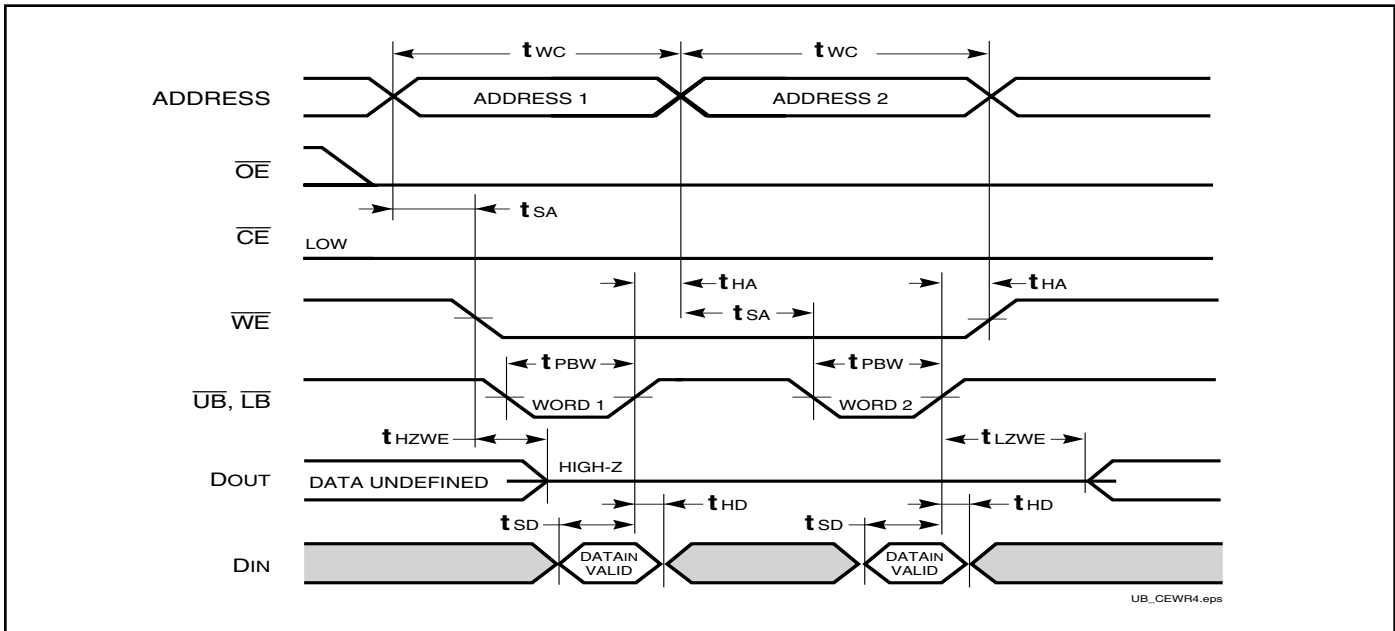 tWC tWC
ADDRESS ADDRESS 1 ADDRESS 2
OE
tSA
CE LOW
tHA tHA
WE tSA
tPBW tPBW
UB, LB WORD 1 WORD 2
tHZWE tLZWE
DOUT DATA UNDEFINED HIGH-Z
tHD tHD
tSD tSD
DIN DATAIN VALID DATAIN VALID
UB_CEWR4.eps